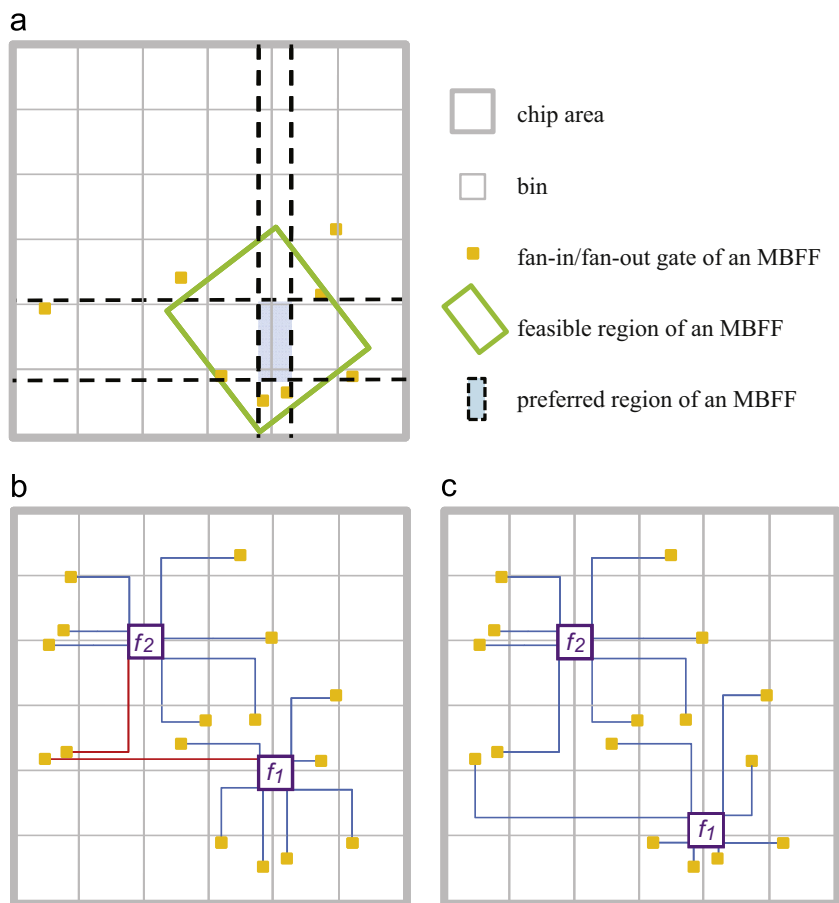 a
chip area
bin
fan-in/fan-out gate of an MBFF
feasible region of an MBFF
preferred region of an MBFF
b
c
f2
f1
f2
f1